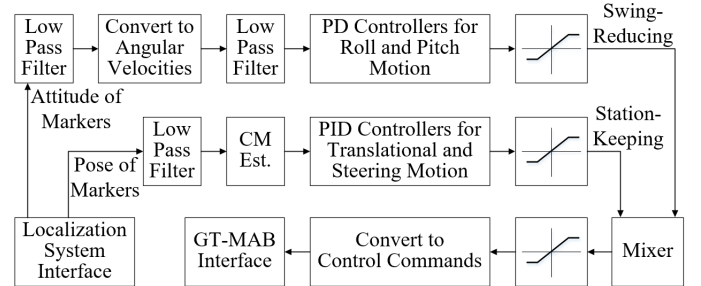 Low
Pass
Filter
Convert to
Angular
Velocities
Low
Pass
Filter
PD Controllers for
Roll and Pitch
Motion
Swing-
Reducing
Attitude of
Markers
Pose of
Markers
Low
Pass
Filter
CM
Est.
PID Controllers for
Translational and
Steering Motion
Station-
Keeping
Localization
System
Interface
GT-MAB
Interface
Convert to
Control Commands
Mixer